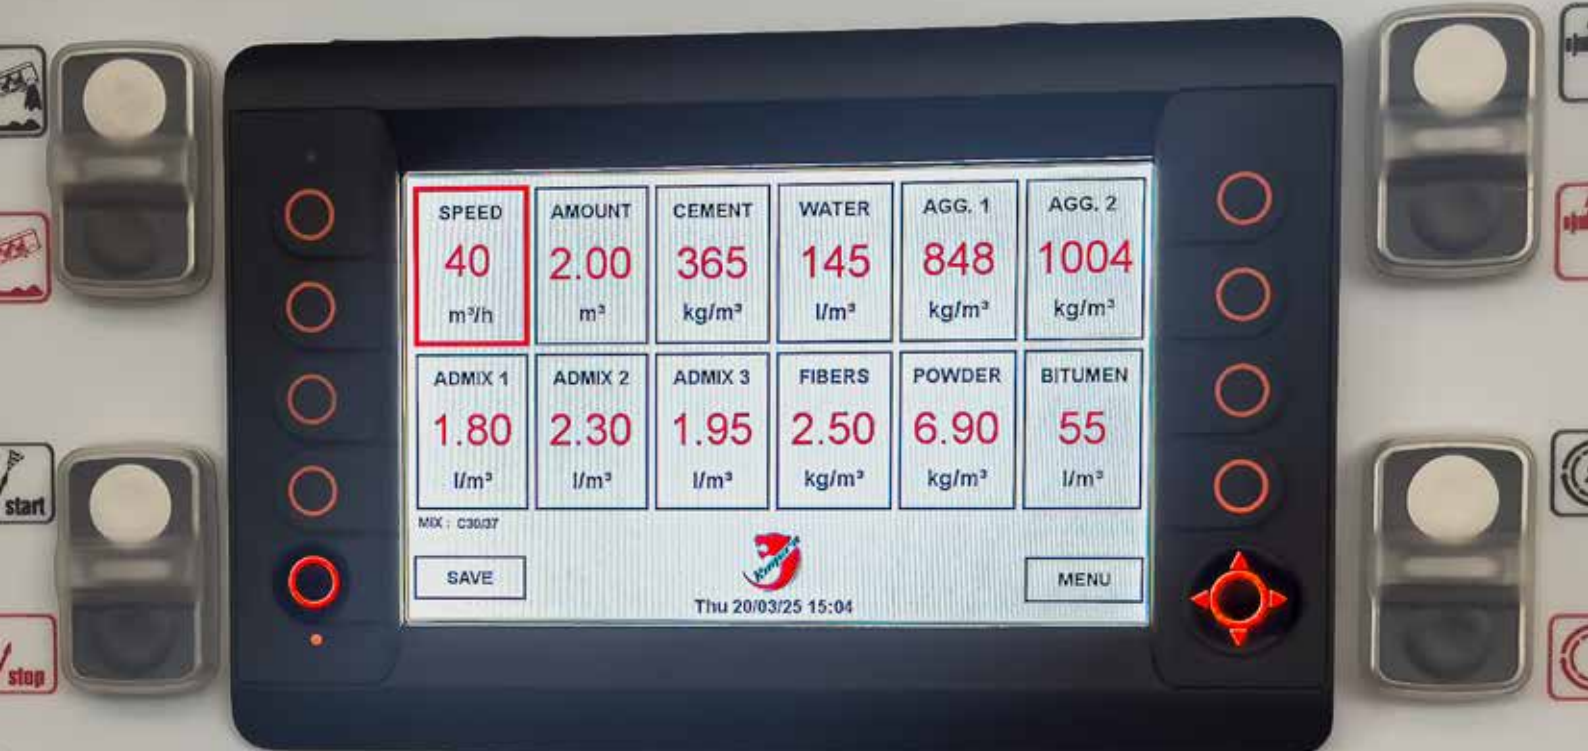 SPEED
40
m³/h
AMOUNT
2.00
m³
CEMENT
365
kg/m³
WATER
145
l/m³
AGG. 1
848
kg/m³
AGG. 2
1004
kg/m³
ADMIX 1
1.80
l/m³
ADMIX 2
2.30
l/m³
ADMIX 3
1.95
l/m³
FIBERS
2.50
kg/m³
POWDER
6.90
kg/m³
BITUMEN
55
l/m³
MIX : C30/37
SAVE
MENU
Thu 20/03/25 15:04
start
stop